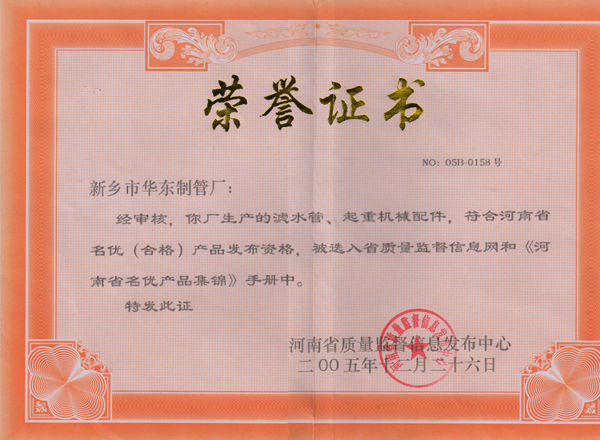 荣誉证书
NO: 05B-0158号
新乡市华东制管厂：
经审核，你厂生产的滤水管、起重机械配件，符合河南省
名优（合格）产品发布资格，被选入省质量监督信息网和《河
南省名优产品集锦》手册中。
特发此证
河南省质量监督信息发布中心
二00五年十二月二十六日